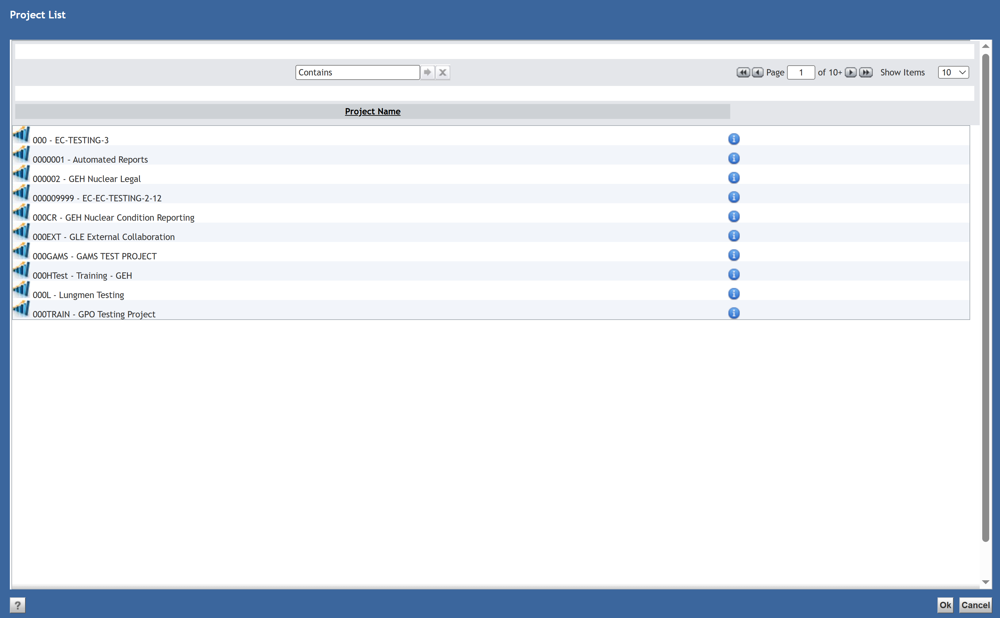 Project List
Contains
Page 1 of 10+ Show Items 10
Project Name
000 - EC-TESTING-3
0000001 - Automated Reports
000002 - GEH Nuclear Legal
000009999 - EC-EC-TESTING-2-12
000CR - GEH Nuclear Condition Reporting
000EXT - GLE External Collaboration
000GAMS - GAMS TEST PROJECT
000HTest - Training - GEH
000L - Lungmen Testing
000TRAIN - GPO Testing Project
? Ok Cancel